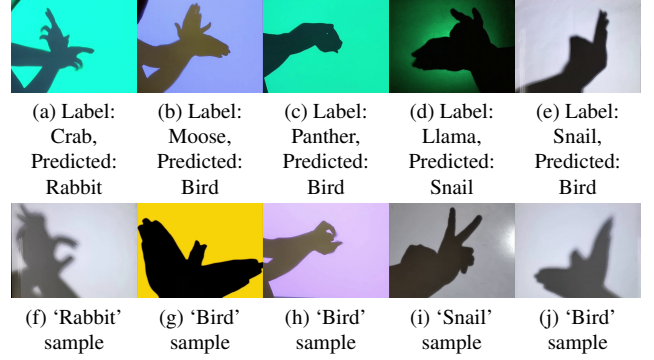 (a) Label:
Crab,
Predicted:
Rabbit
(b) Label:
Moose,
Predicted:
Bird
(c) Label:
Panther,
Predicted:
Bird
(d) Label:
Llama,
Predicted:
Snail
(e) Label:
Snail,
Predicted:
Bird
(f) ‘Rabbit’
sample
(g) ‘Bird’
sample
(h) ‘Bird’
sample
(i) ‘Snail’
sample
(j) ‘Bird’
sample